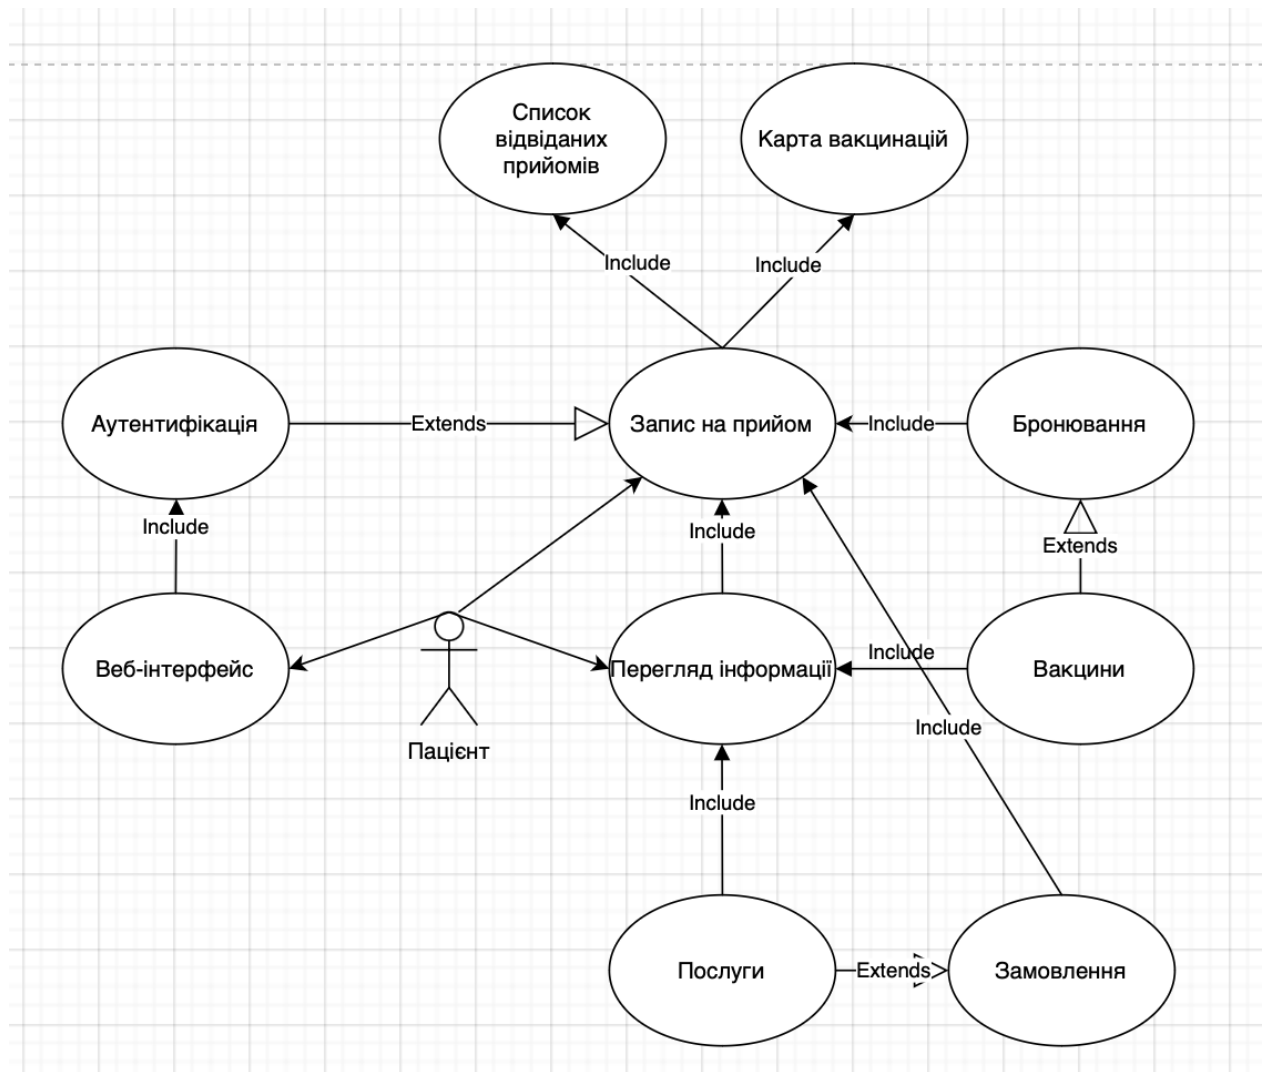 Список
відвіданих
прийомів
Карта вакцинацій
Include
Include
Аутентифікація
Extends
Запис на прийом
Include
Бронювання
Include
Include
Extends
Веб-інтерфейс
Пацієнт
Перегляд інформації
Include
Вакцини
Include
Include
Послуги
Extends
Замовлення